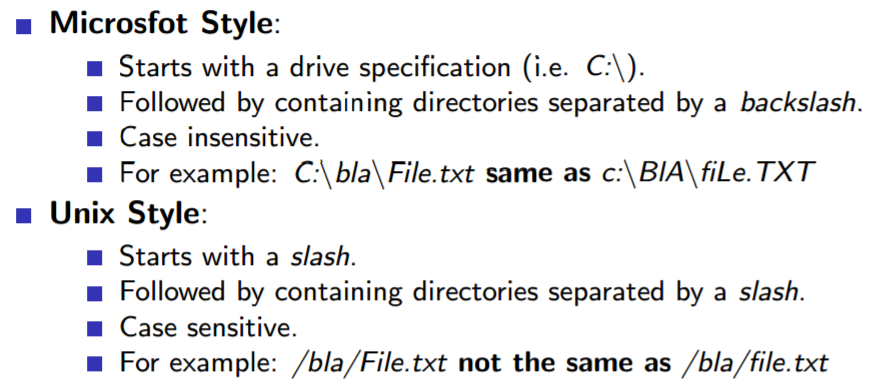 Microsfot Style:
Starts with a drive specification (i.e. C:\).
Followed by containing directories separated by a backslash.
Case insensitive.
For example: C:\bla\File.txt same as c:\BlA\fiLe.TXT
Unix Style:
Starts with a slash.
Followed by containing directories separated by a slash.
Case sensitive.
For example: /bla/File.txt not the same as /bla/file.txt